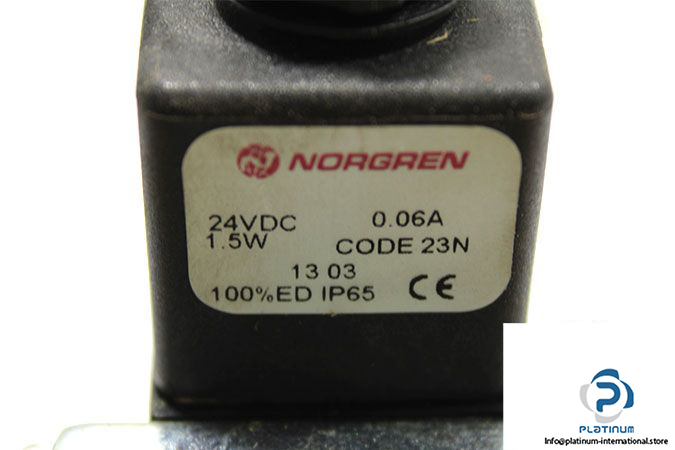 NORGREN
24VDC 0.06A
1.5W CODE 23N
13 03
100%ED IP65 CE
PLATINUM
info@platinum-international.store